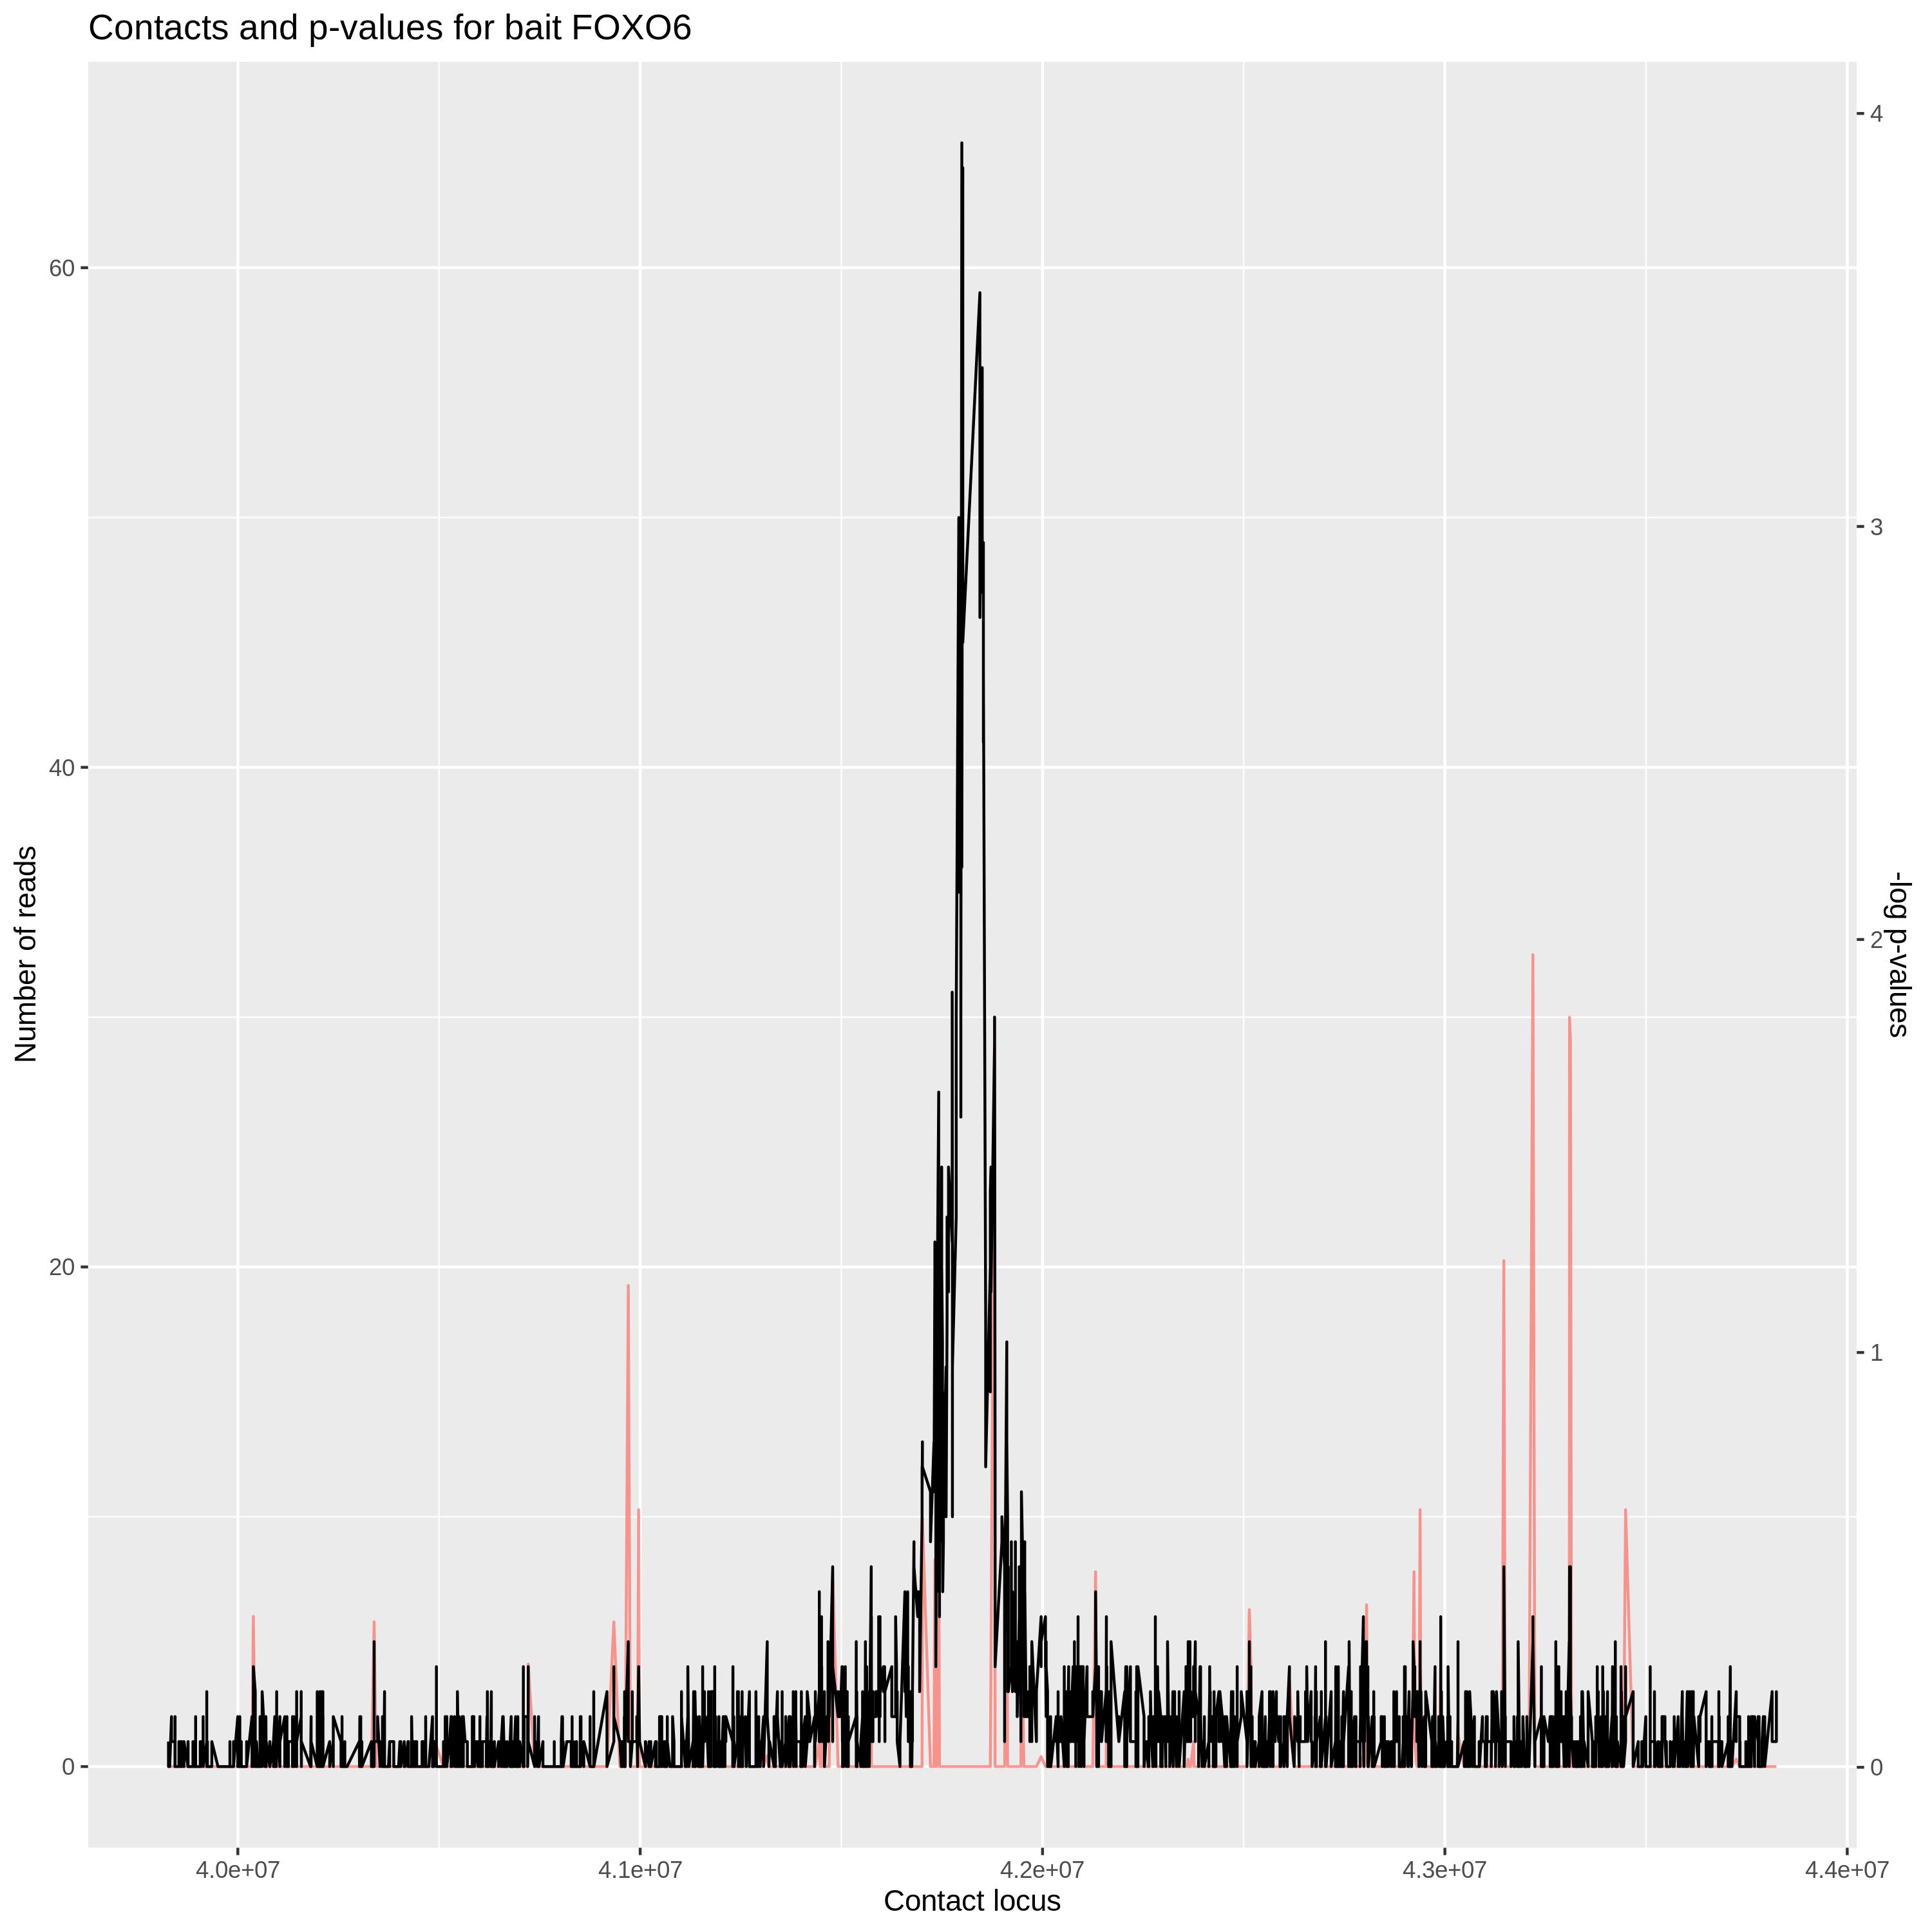 Contacts and p-values for bait FOXO6
Number of reads
60
40
20
0
4
3
2
1
0
-log p-values
4.0e+07 4.1e+07 4.2e+07 4.3e+07 4.4e+07
Contact locus